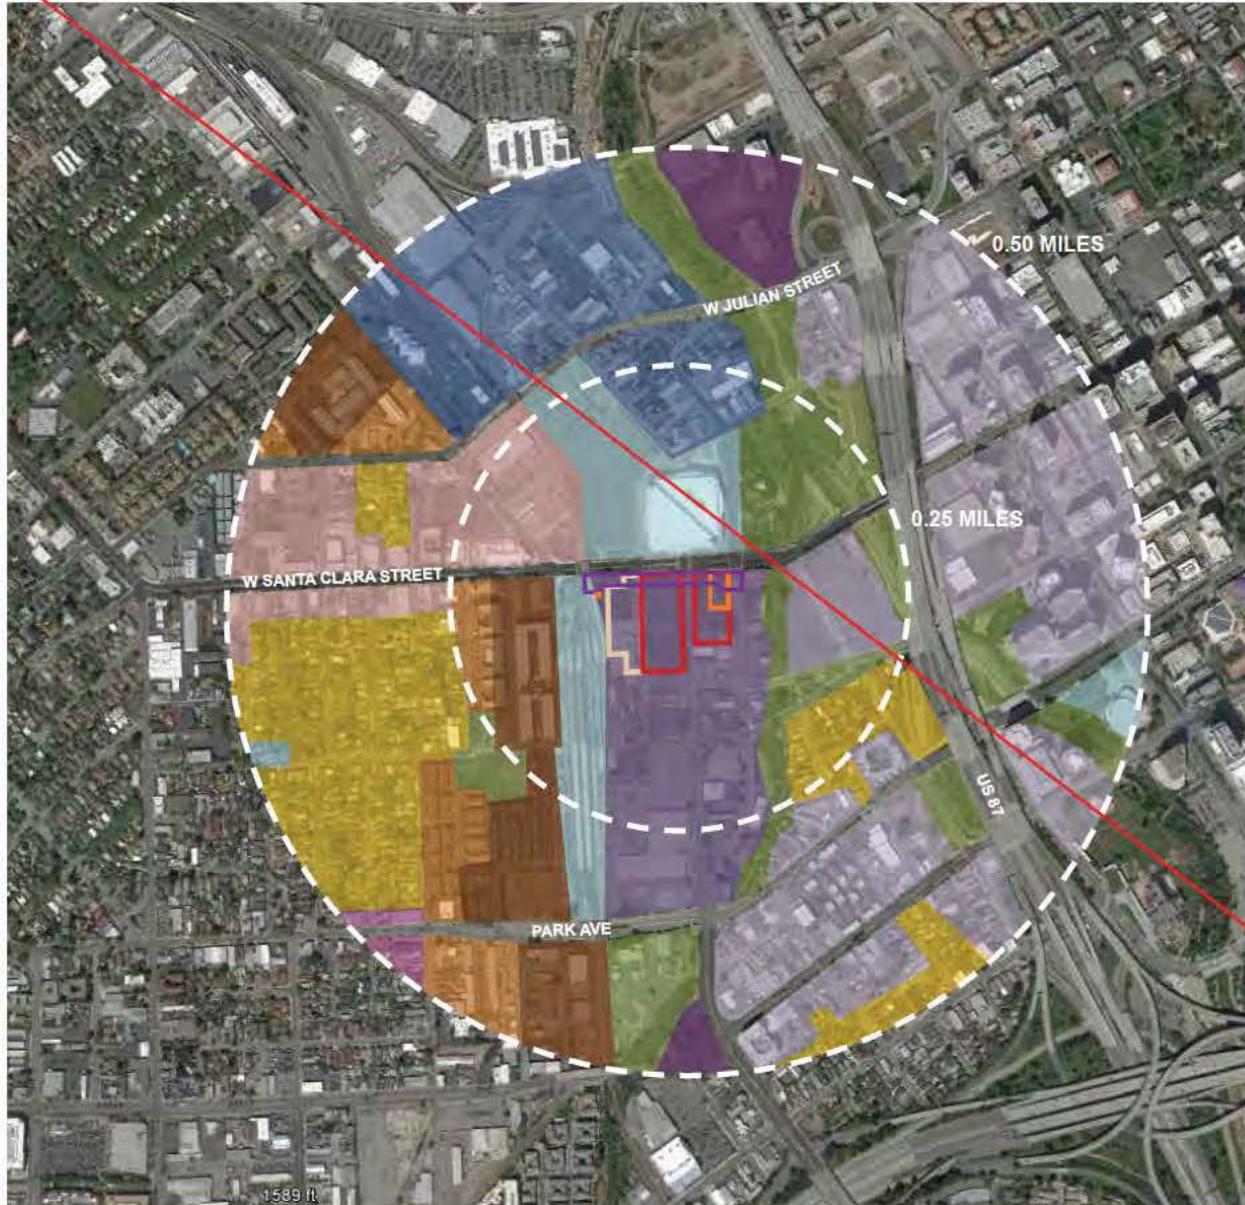 0.50 MILES
W JULIAN STREET
0.25 MILES
W SANTA CLARA STREET
US 87
PARK AVE
1589 ft